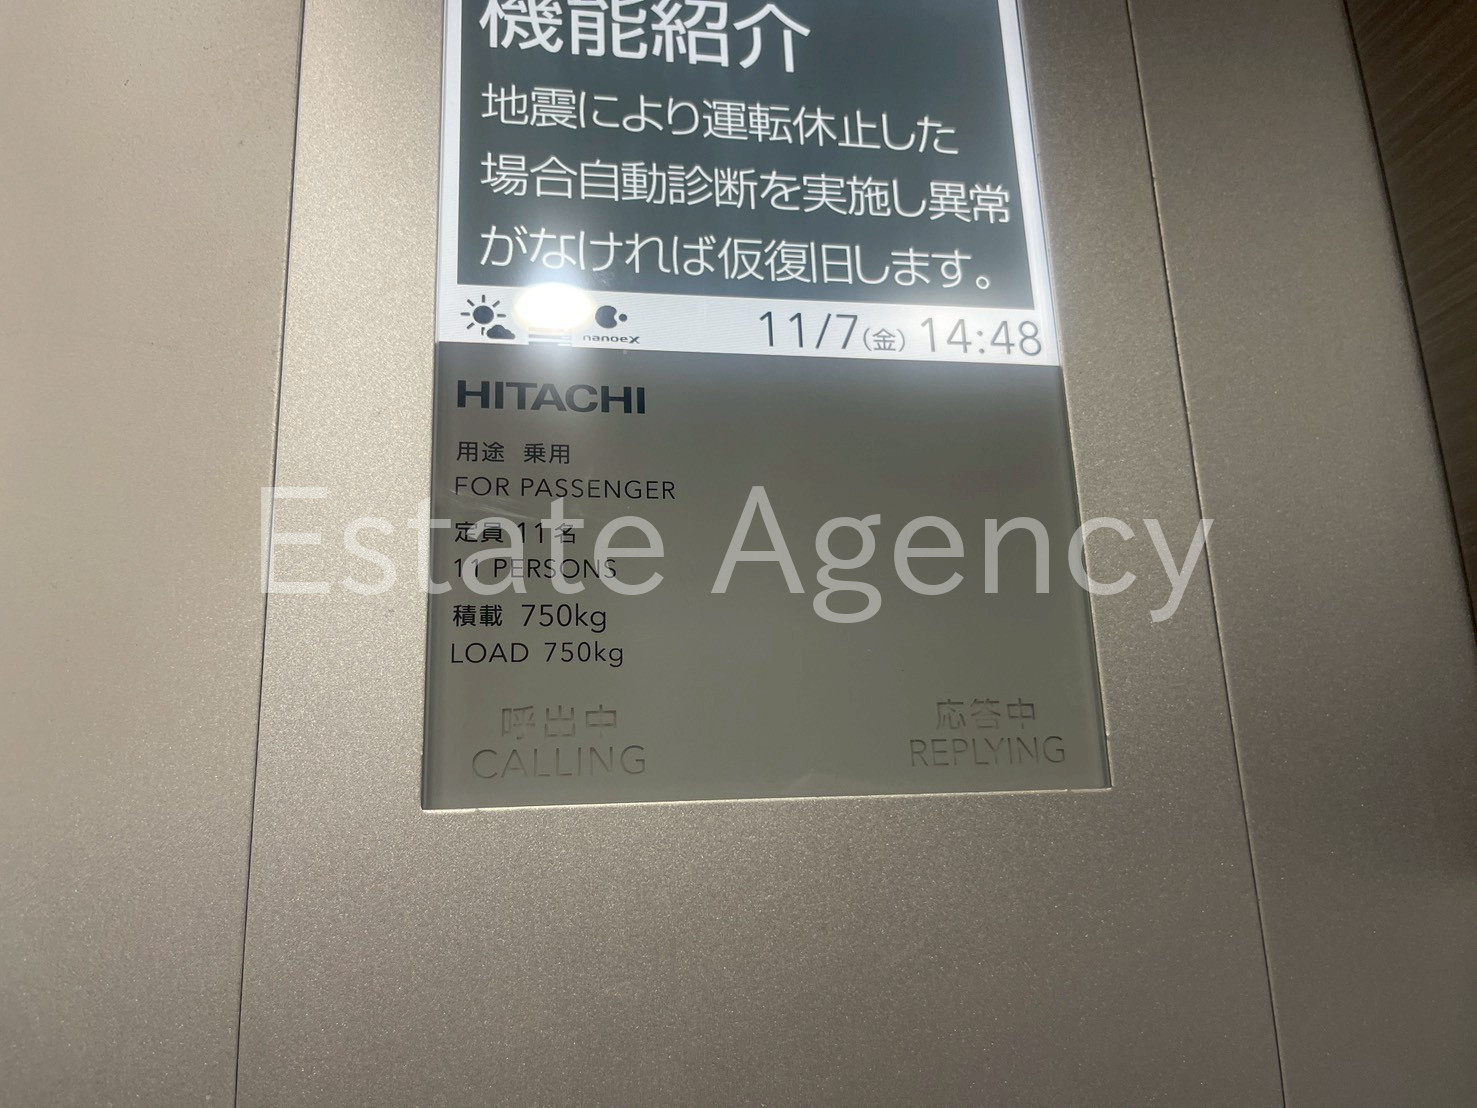 機能紹介
地震により運転休止した
場合自動診断を実施し異常
がなければ仮復旧します。
nanoeX
11/7(金) 14:48
HITACHI
用途 乗用
FOR PASSENGER
定員 11名
11 PERSONS
Estate Agency
積載 750kg
LOAD 750kg
呼出中
CALLING
応答中
REPLYING